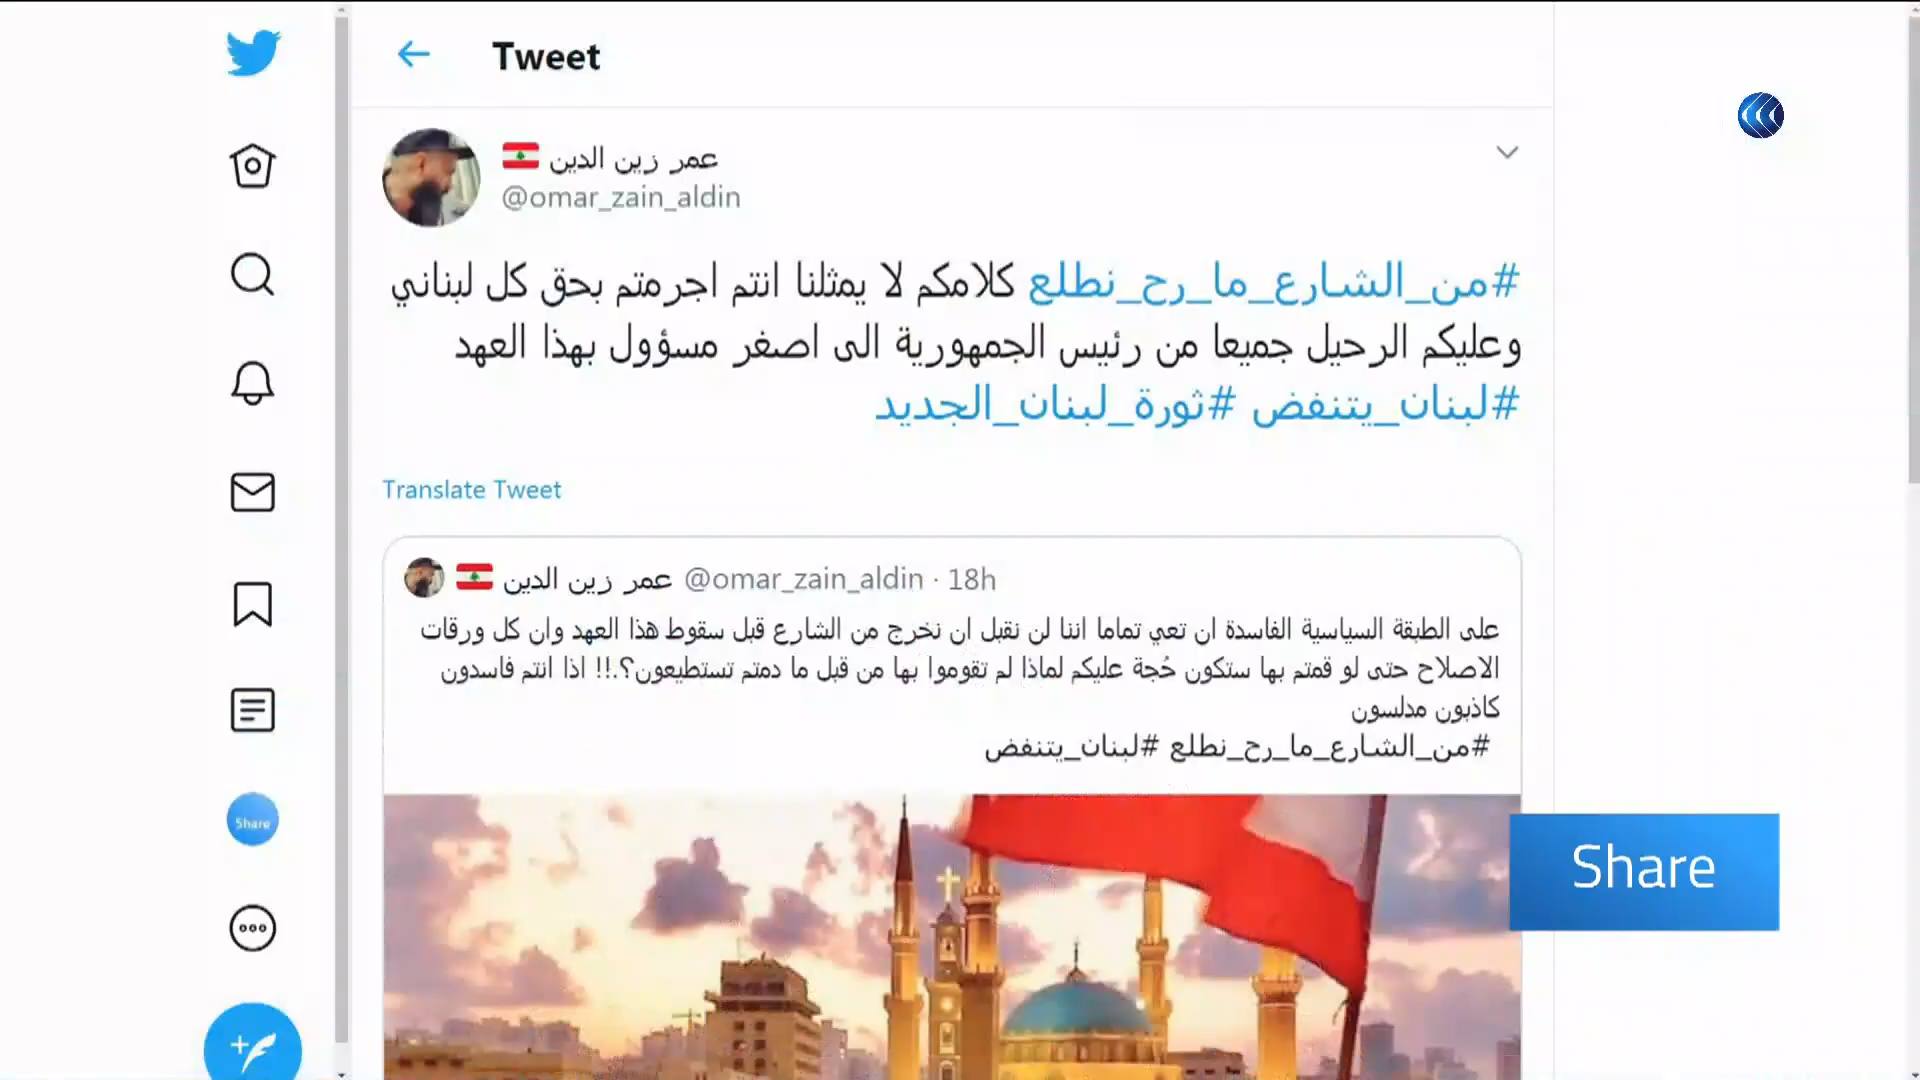 Tweet
عمر زين الدين
@omar_zain_aldin
#من_الشارع_ما_رح_نطلع كلامكم لا يمثلنا انتم اجرمتم بحق كل لبناني
وعليكم الرحيل جميعا من رئيس الجمهورية الى اصغر مسؤول بهذا العهد
#لبنان_يتنفض #ثورة_لبنان_الجديد
Translate Tweet
عمر زين الدين @omar_zain_aldin · 18h
على الطبقة السياسية الفاسدة ان تعي تماما اننا لن نقبل ان نخرج من الشارع قبل سقوط هذا العهد وان كل ورقات
الاصلاح حتى لو قمتم بها ستكون حُجة عليكم لماذا لم تقوموا بها من قبل ما دمتم تستطيعون؟.!! اذا انتم فاسدون
كاذبون مدلسون
#من_الشارع_ما_رح_نطلع #لبنان_يتنفض
Share
Share